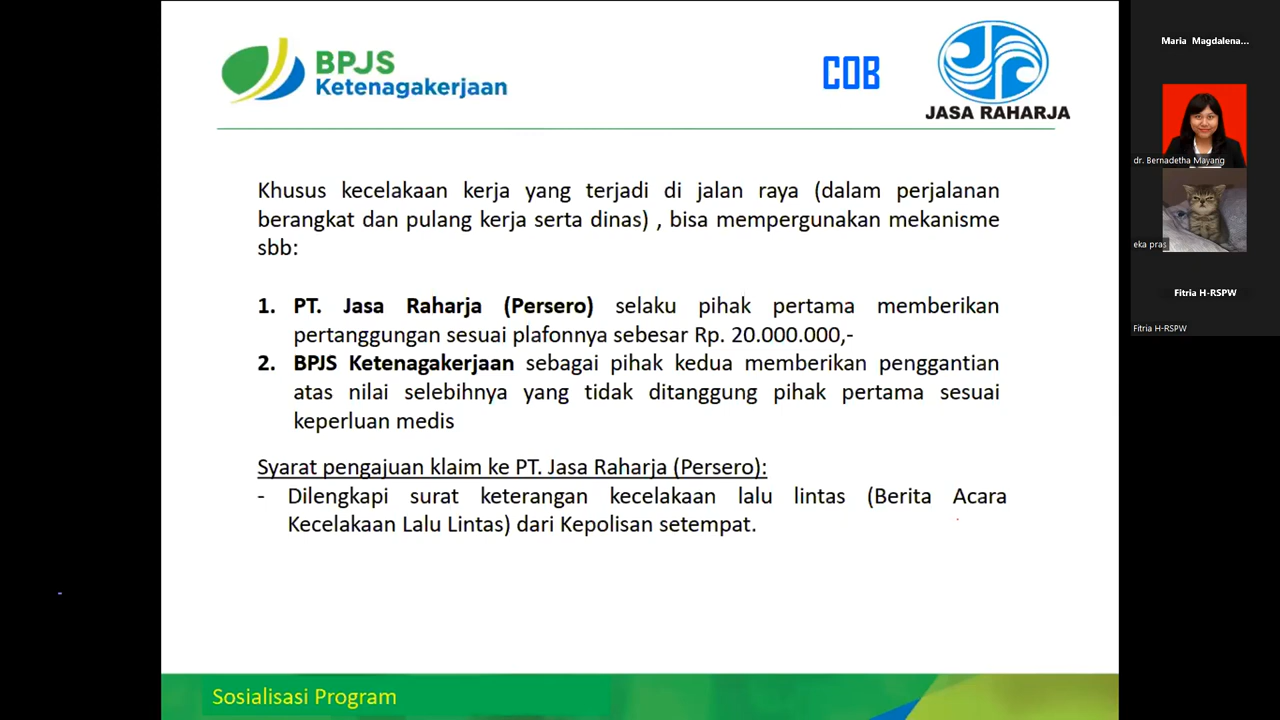 BPJS
Ketenagakerjaan
COB
JASA RAHARJA
Khusus kecelakaan kerja yang terjadi di jalan raya (dalam perjalanan
berangkat dan pulang kerja serta dinas) , bisa mempergunakan mekanisme
sbb:
1. PT. Jasa Raharja (Persero) selaku pihak pertama memberikan
pertanggungan sesuai plafonnya sebesar Rp. 20.000.000,-
2. BPJS Ketenagakerjaan sebagai pihak kedua memberikan penggantian
atas nilai selebihnya yang tidak ditanggung pihak pertama sesuai
keperluan medis
Syarat pengajuan klaim ke PT. Jasa Raharja (Persero):
- Dilengkapi surat keterangan kecelakaan lalu lintas (Berita Acara
Kecelakaan Lalu Lintas) dari Kepolisan setempat.
Sosialisasi Program
Maria Magdalena...
dr. Bernadetha Mayang
eka pras
Fitria H-RSPW
Fitria H-RSPW